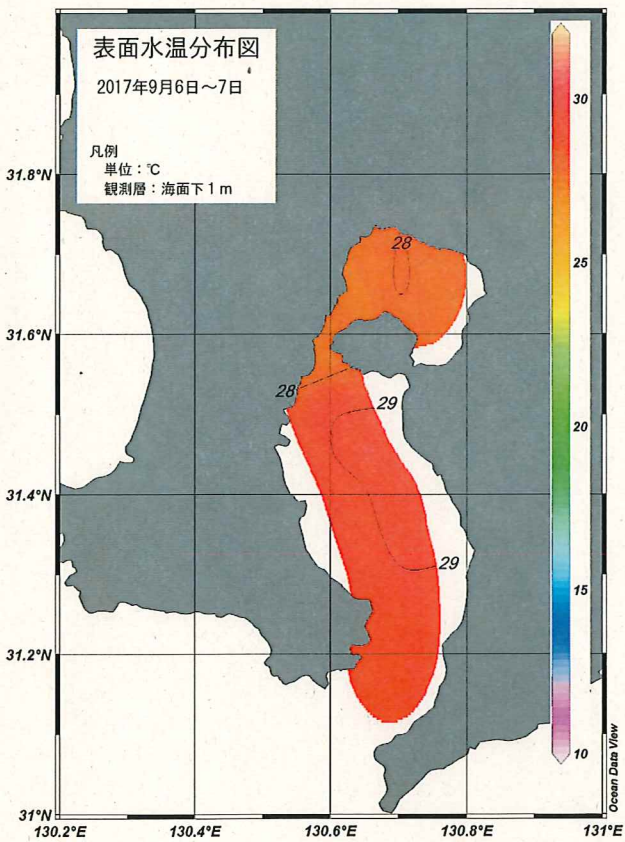 表面水温分布図
2017年9月6日～7日
凡例
単位：℃
観測層：海面下1m
31.8°N
31.6°N
31.4°N
31.2°N
31°N
130.2°E
130.4°E
130.6°E
130.8°E
131°E
28
28
29
29
30
25
20
15
10
Ocean Data View